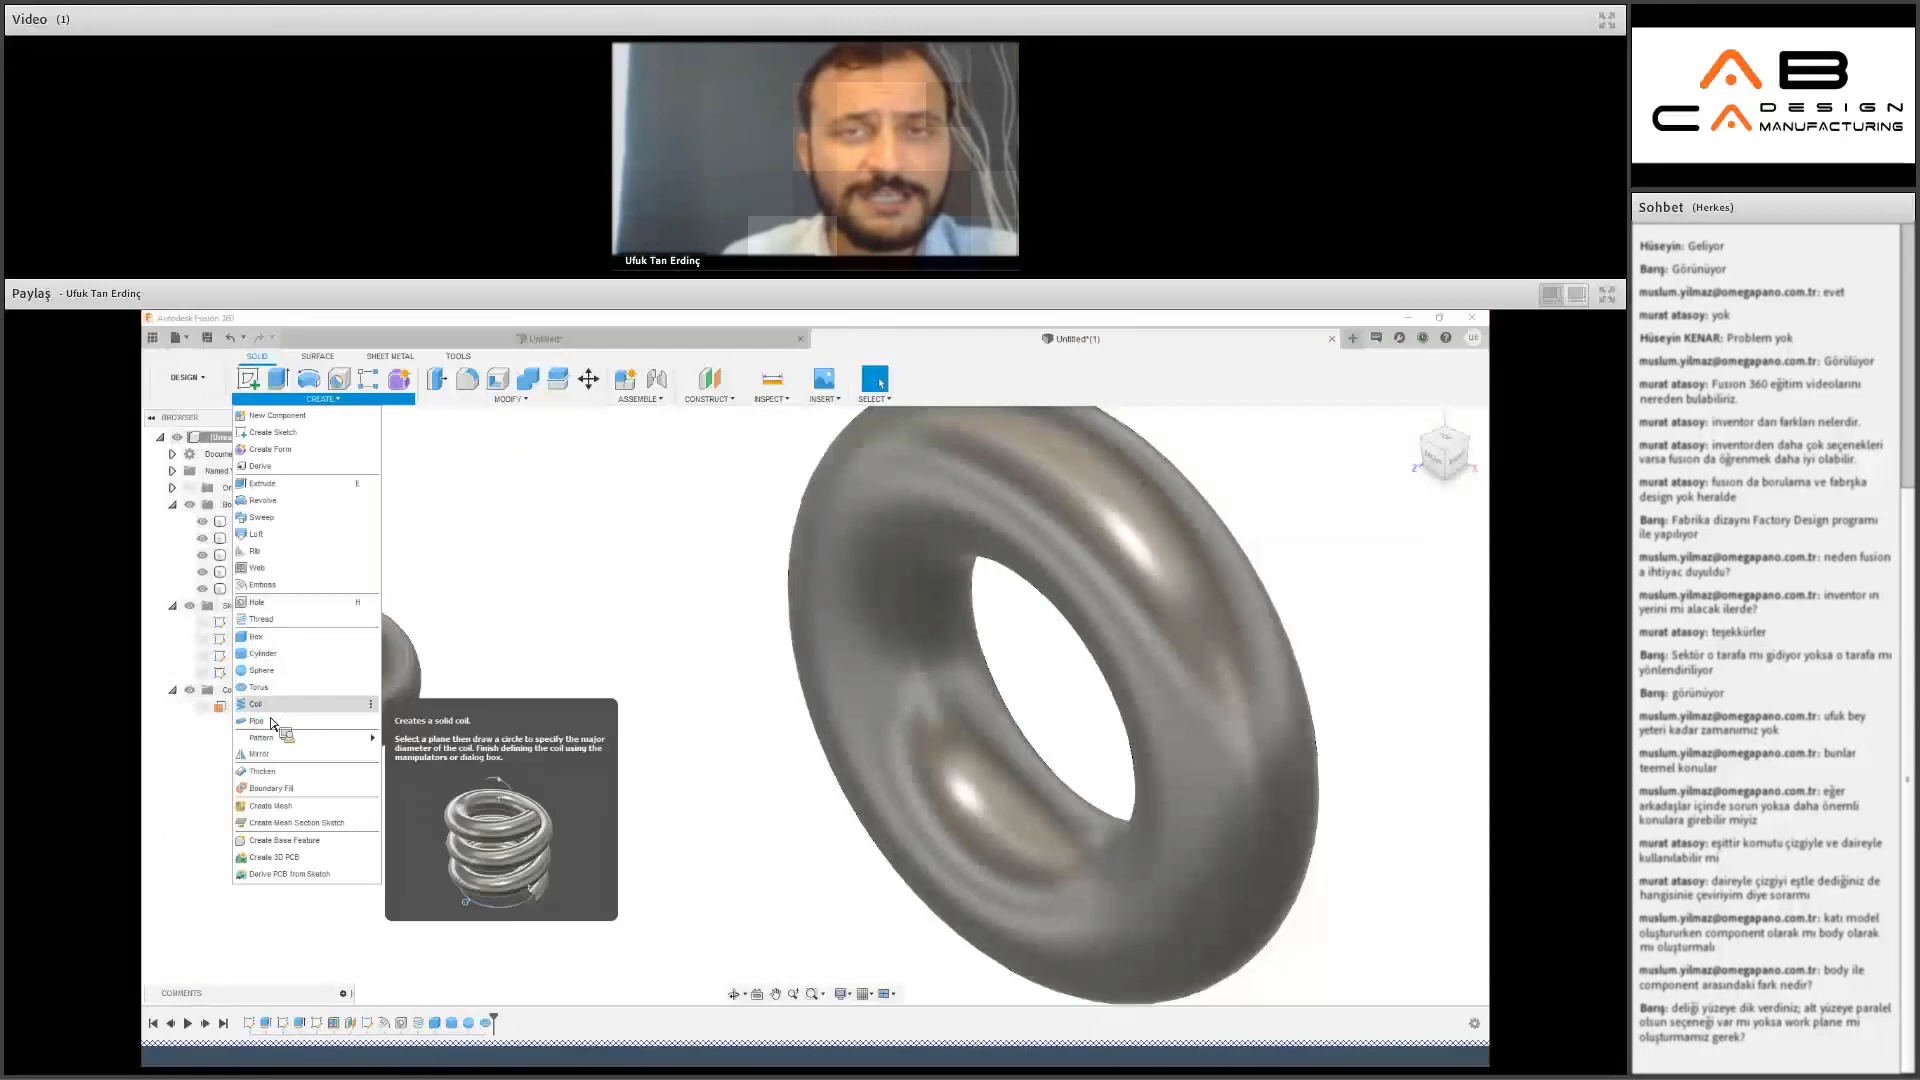 Video (1)
Ufuk Tan Erdinç
AB
CA DESIGN
MANUFACTURING
Paylaş - Ufuk Tan Erdinç
Autodesk Fusion 360
Untitled*
Untitled*(1)
UE
SOLID SURFACE SHEET METAL TOOLS
DESIGN
CREATE MODIFY ASSEMBLE CONSTRUCT INSPECT INSERT SELECT
BROWSER
New Component
Create Sketch
Create Form
Derive
Extrude E
Revolve
Sweep
Loft
Rib
Web
Emboss
Hole H
Thread
Box
Cylinder
Sphere
Torus
Coil
Pipe
Pattern
Mirror
Thicken
Boundary Fill
Create Mesh
Create Mesh Section Sketch
Create Base Feature
Create 3D PCB
Derive PCB from Sketch
Creates a solid coil.
Select a plane then draw a circle to specify the major
diameter of the coil. Finish defining the coil using the
manipulators or dialog box.
COMMENTS
Sohbet (Herkes)
Hüseyin: Geliyor
Barış: Görünüyor
muslum.yilmaz@omegapano.com.tr: evet
murat atasoy: yok
Hüseyin KENAR: Problem yok
muslum.yilmaz@omegapano.com.tr: Görülüyor
murat atasoy: Fusıon 360 eğitim videolarını
nereden bulabiliriz.
murat atasoy: inventor dan farkları nelerdir.
murat atasoy: inventorden daha çok seçenekleri
varsa fusıon da öğrenmek daha iyi olabilir.
murat atasoy: fusıon da borulama ve fabrşka
design yok heralde
Barış: Fabrika dizaynı Factory Design programı
ile yapılıyor
muslum.yilmaz@omegapano.com.tr: neden fusion
a ihtiyac duyuldu?
muslum.yilmaz@omegapano.com.tr: inventor ın
yerini mi alacak ilerde?
murat atasoy: teşekkürler
Barış: Sektör o tarafa mı gidiyor yoksa o tarafa mı
yönlendiriliyor
Barış: görünüyor
muslum.yilmaz@omegapano.com.tr: ufuk bey
yeteri kadar zamanımız yok
muslum.yilmaz@omegapano.com.tr: bunlar
teemel konular
muslum.yilmaz@omegapano.com.tr: eğer
arkadaşlar içinde sorun yoksa daha önemli
konulara girebilir miyiz
murat atasoy: eşittir komutu çizgiyle ve daireyle
kullanılabilir mi
murat atasoy: daireyle çizgiyi eştle dediğiniz de
hangisinie çeviriyim diye sorarmı
muslum.yilmaz@omegapano.com.tr: katı model
oluştururken component olarak mı body olarak
mı oluşturmalı
muslum.yilmaz@omegapano.com.tr: body ile
component arasındaki fark nedir?
Barış: deliği yüzeye dik verdiniz; alt yüzeye paralel
olsun seçeneği var mı yoksa work plane mi
oluşturmamız gerek?